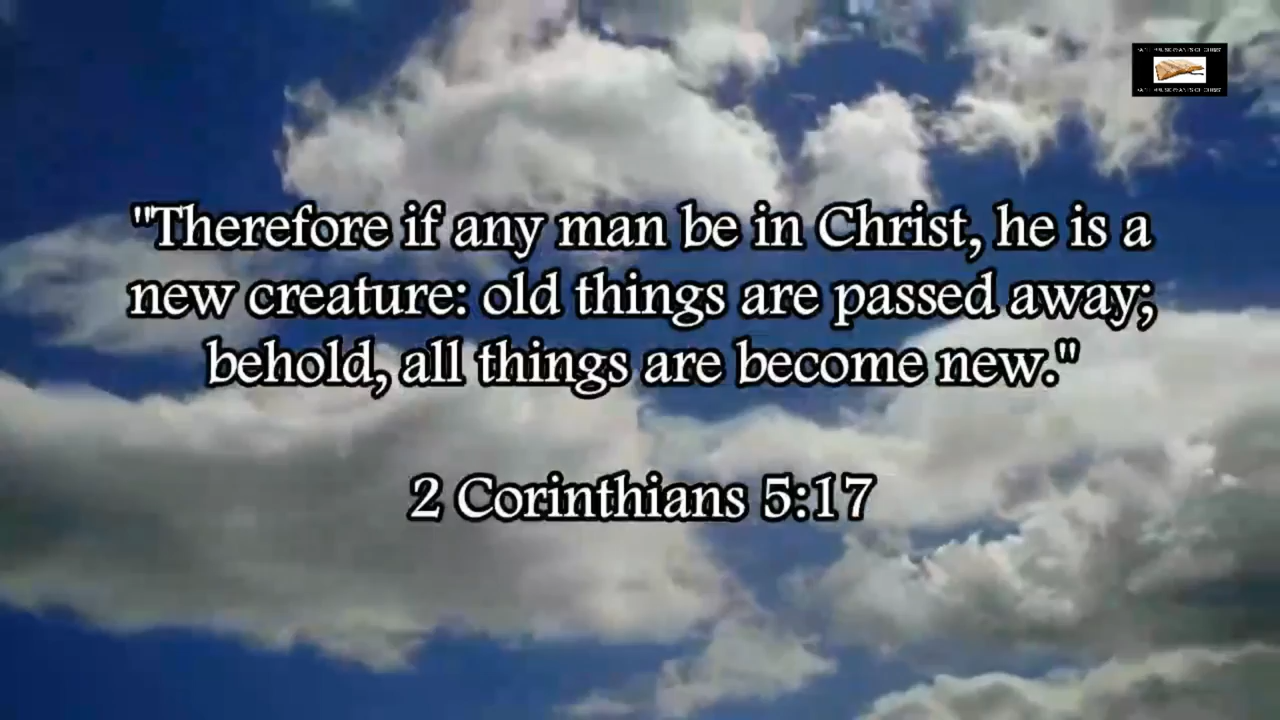 "Therefore if any man be in Christ, he is a
new creature: old things are passed away;
behold, all things are become new."
2 Corinthians 5:17